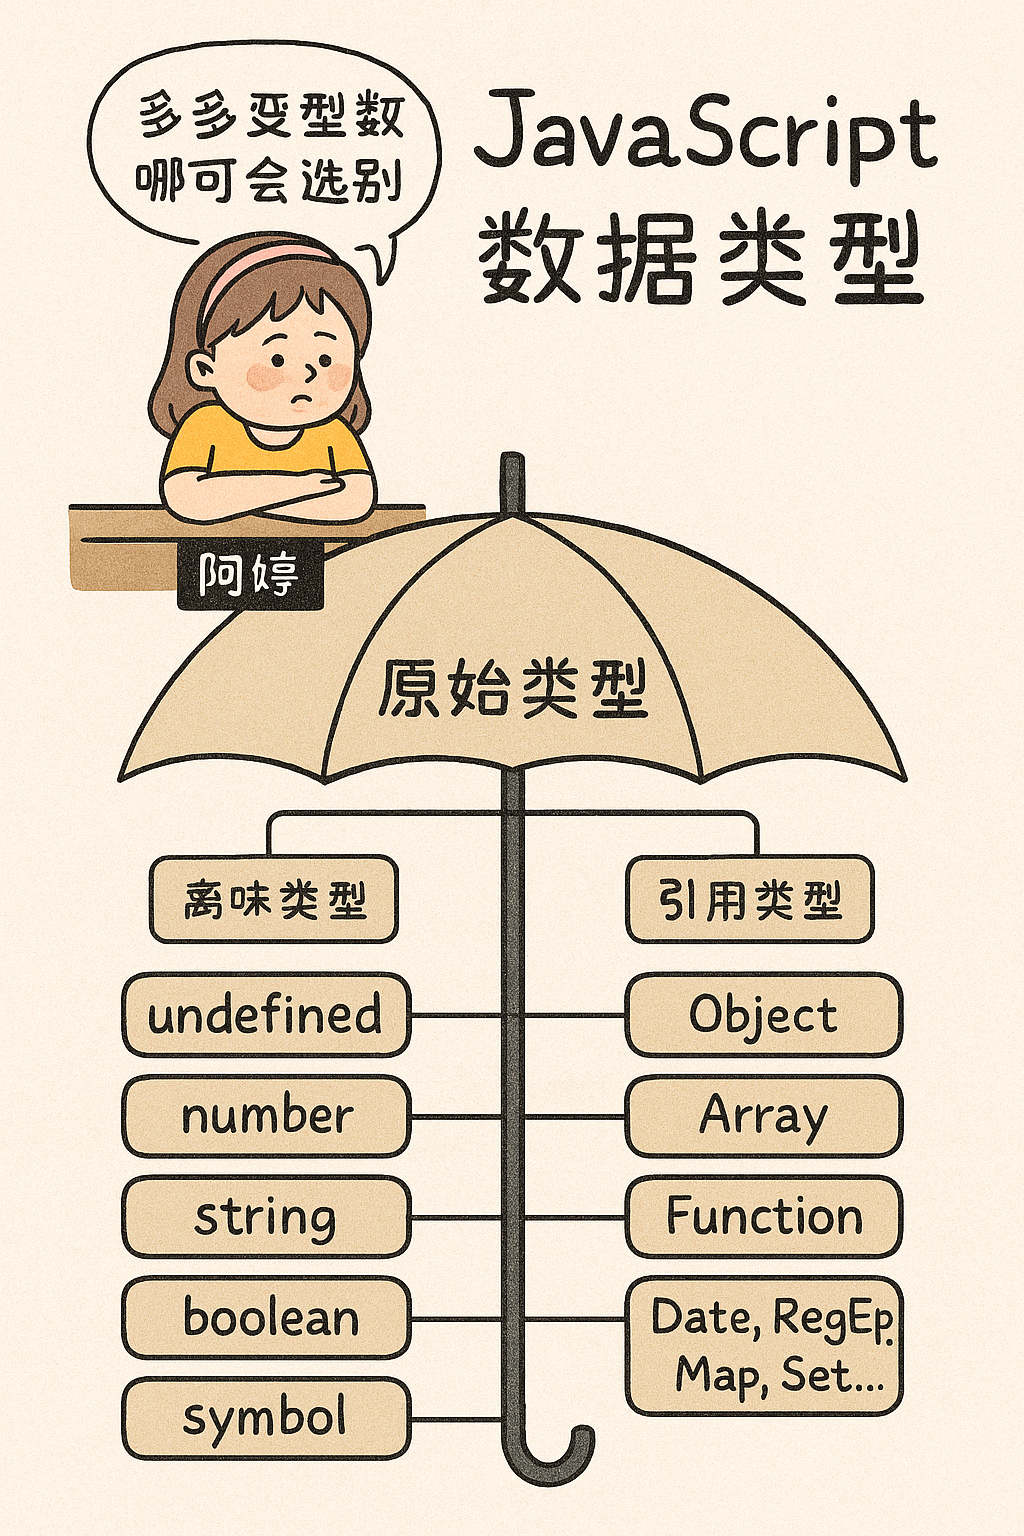 多多变型数
哪可会选别
JavaScript
数据类型
阿婷
原始类型
离味类型
undefined
number
string
boolean
symbol
引用类型
Object
Array
Function
Date, RegEp.
Map, Set...